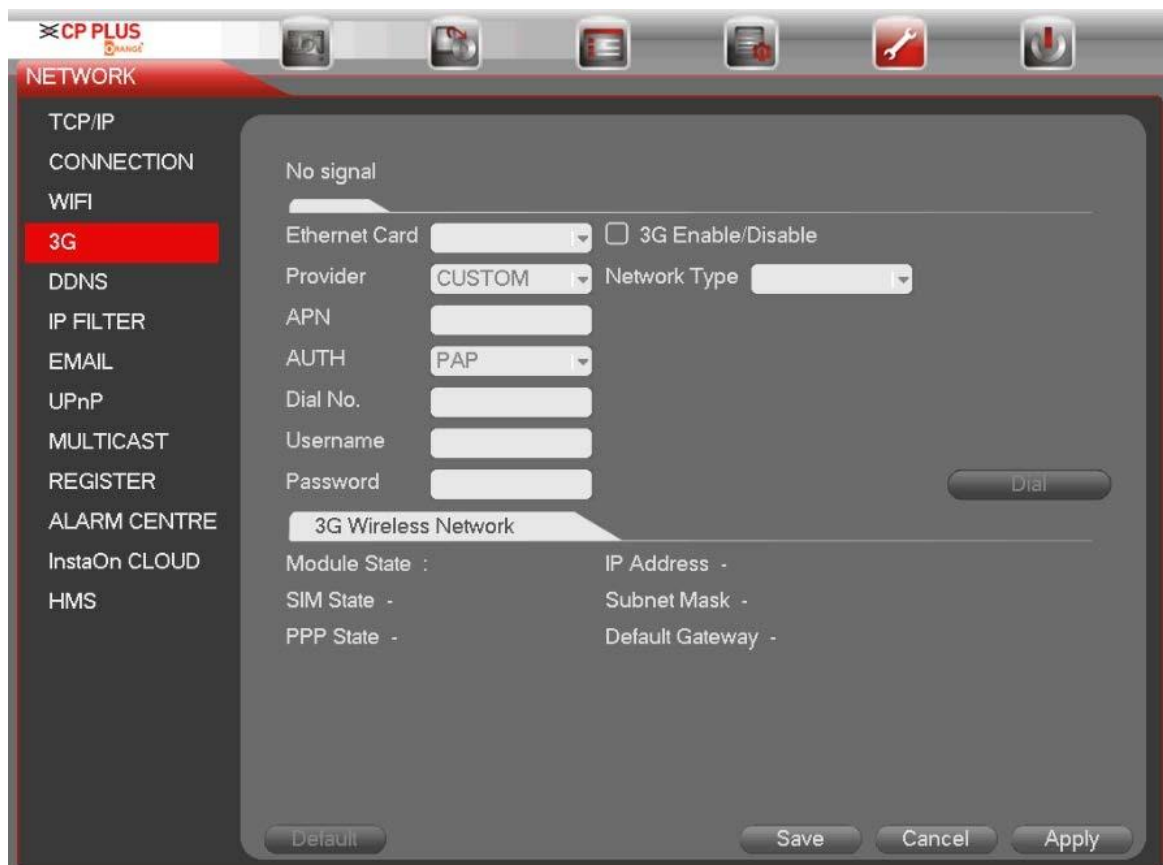 CP PLUS
ORANGE
NETWORK
TCP/IP
CONNECTION
WIFI
3G
DDNS
IP FILTER
EMAIL
UPnP
MULTICAST
REGISTER
ALARM CENTRE
InstaOn CLOUD
HMS
No signal
Ethernet Card 3G Enable/Disable
Provider CUSTOM Network Type
APN
AUTH PAP
Dial No.
Username
Password Dial
3G Wireless Network
Module State : IP Address -
SIM State - Subnet Mask -
PPP State - Default Gateway -
Default Save Cancel Apply